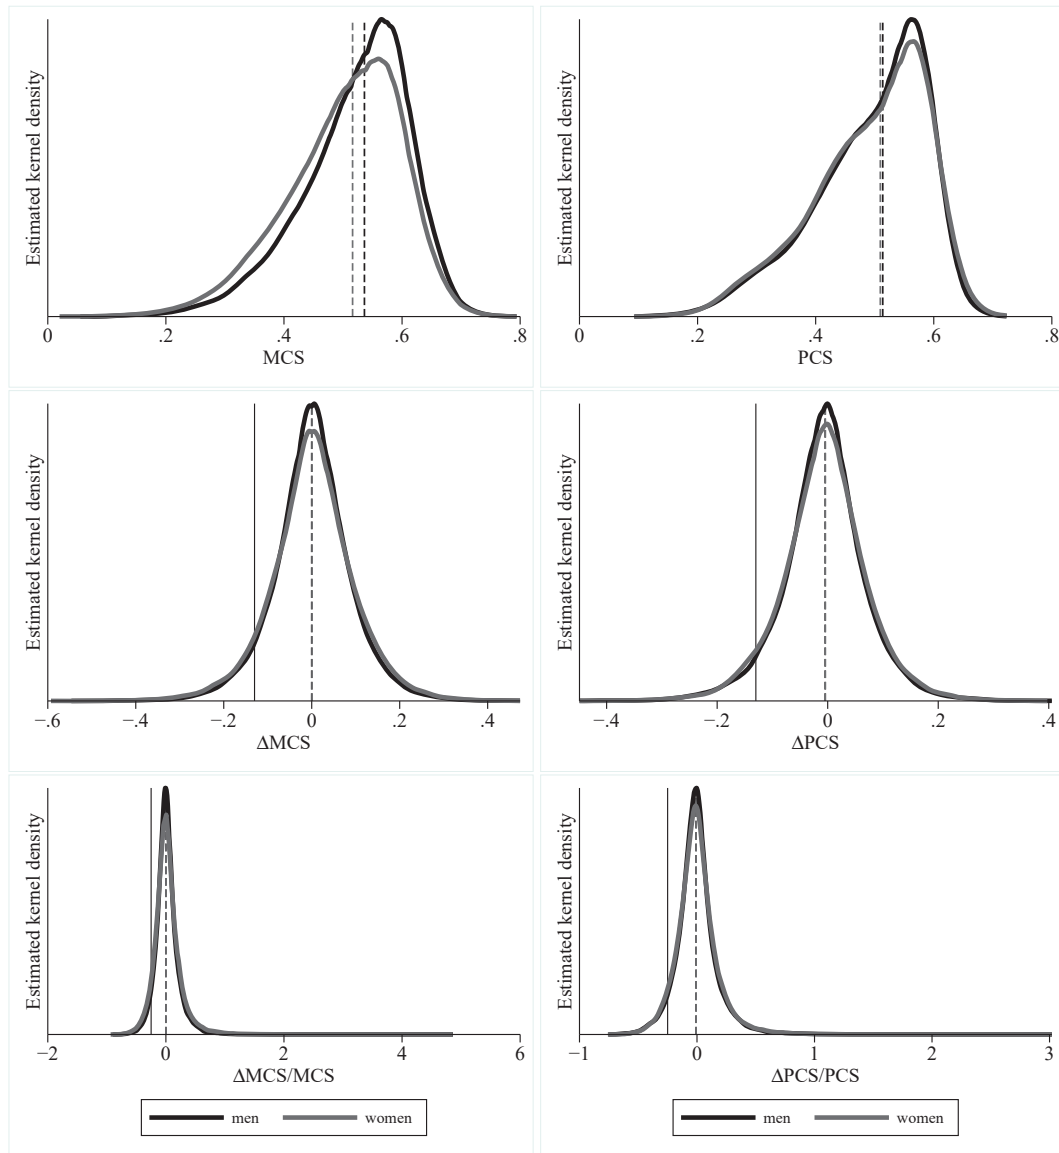 Estimated kernel density
0 .2 .4 .6 .8
MCS
Estimated kernel density
0 .2 .4 .6 .8
PCS
Estimated kernel density
−.6 −.4 −.2 0 .2 .4
ΔMCS
Estimated kernel density
−.4 −.2 0 .2 .4
ΔPCS
Estimated kernel density
−2 0 2 4 6
ΔMCS/MCS
men women
Estimated kernel density
−1 0 1 2 3
ΔPCS/PCS
men women